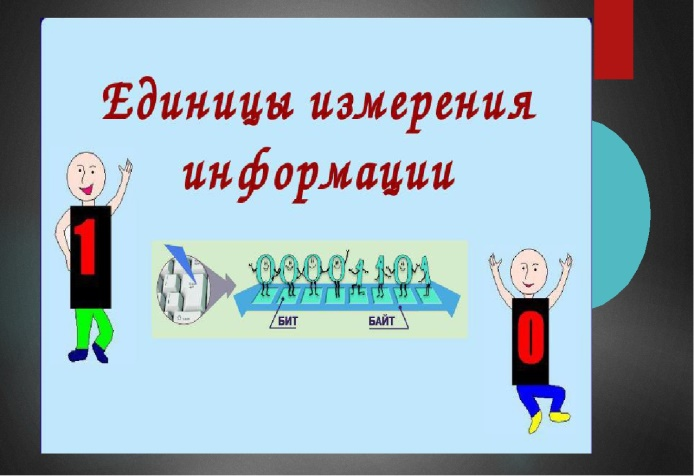 Единицы измерения
информации
1
00001101
БИТ БАЙТ
0